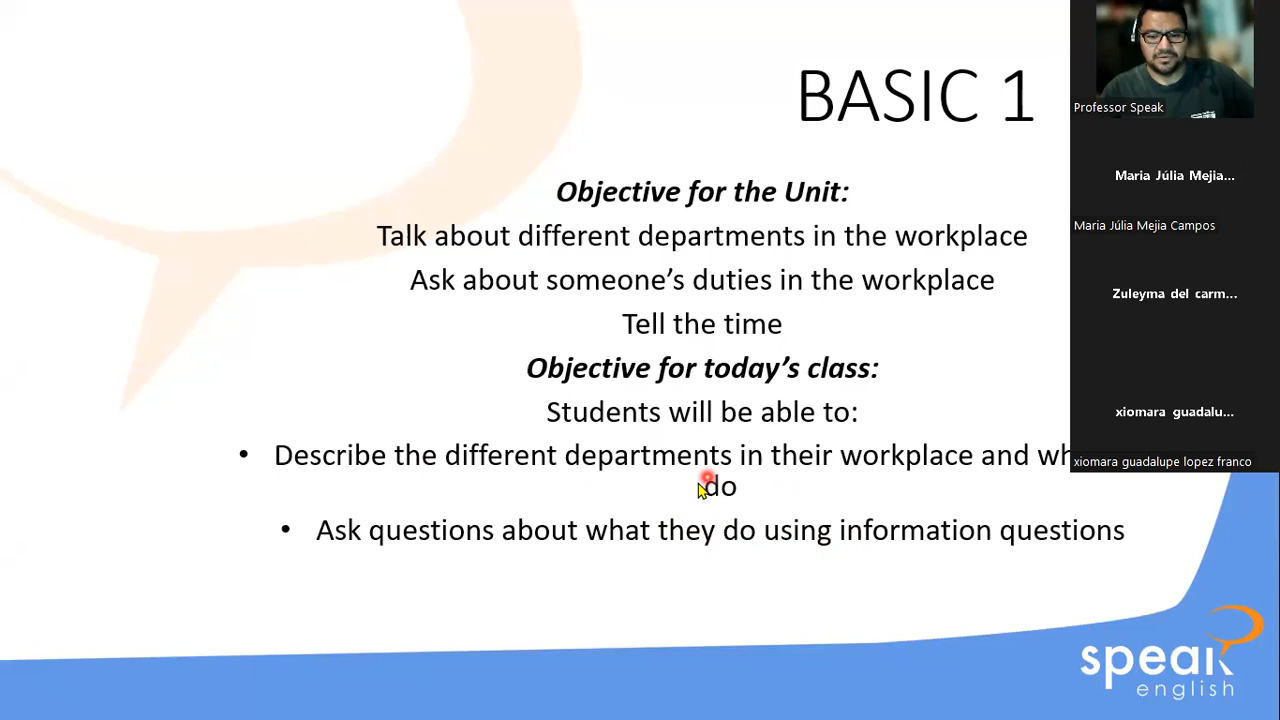 BASIC 1
Objective for the Unit:
Talk about different departments in the workplace
Ask about someone's duties in the workplace
Tell the time
Objective for today's class:
Students will be able to:
• Describe the different departments in their workplace and
do
• Ask questions about what they do using information questions
Professor Speak
Maria Júlia Mejia...
Maria Júlia Mejia Campos
Zuleyma del carm...
xiomara guadalu...
xiomara guadalupe lopez franco
speak
english